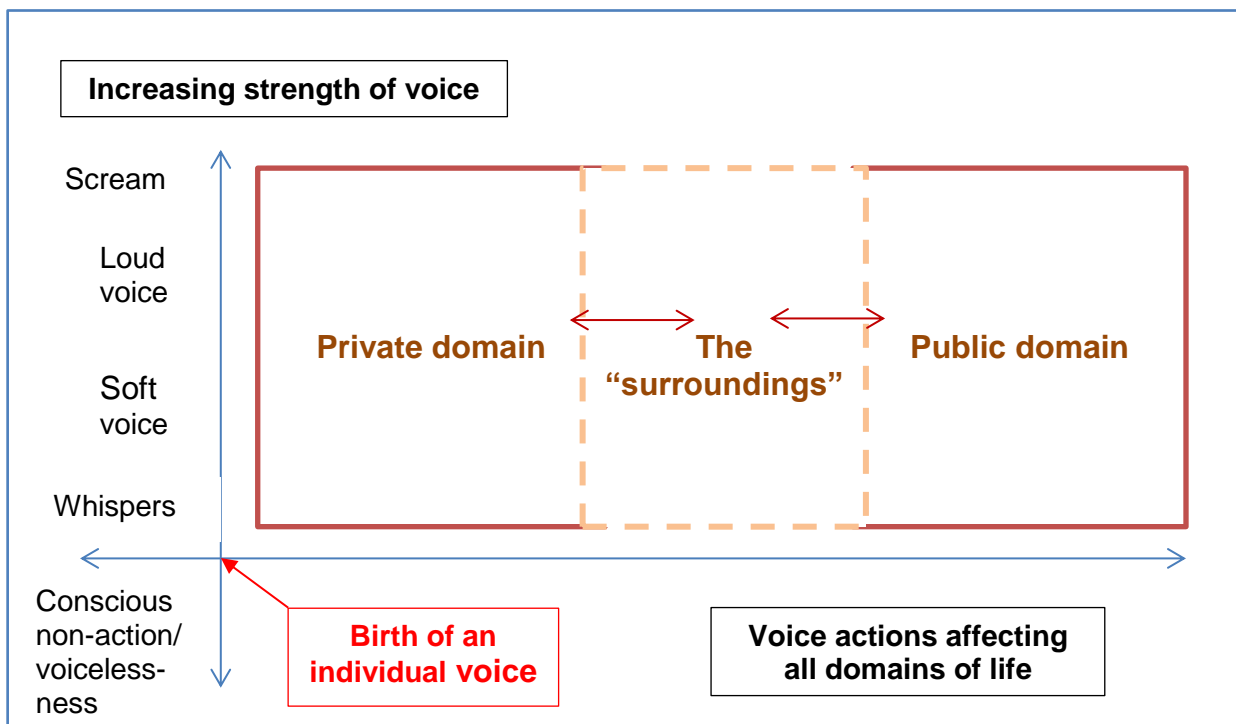 Increasing strength of voice
Scream
Loud
voice
Soft
voice
Whispers
Private domain
The
“surroundings”
Public domain
Conscious
non-action/
voiceless-
ness
Birth of an
individual voice
Voice actions affecting
all domains of life